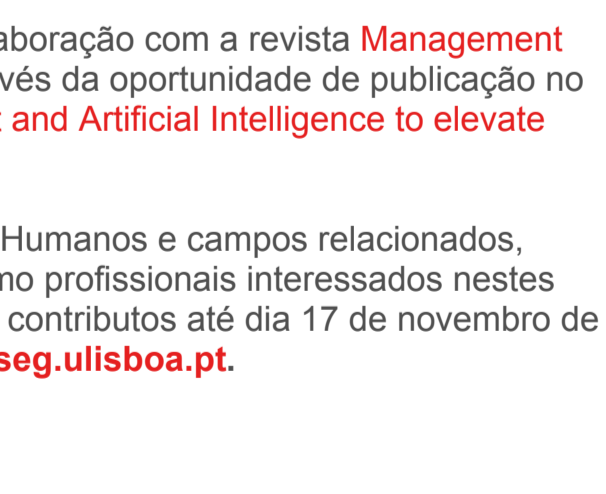 aboração com a revista Management
vés da oportunidade de publicação no
t and Artificial Intelligence to elevate
Humanos e campos relacionados,
mo profissionais interessados nestes
contributos até dia 17 de novembro de
seg.ulisboa.pt.